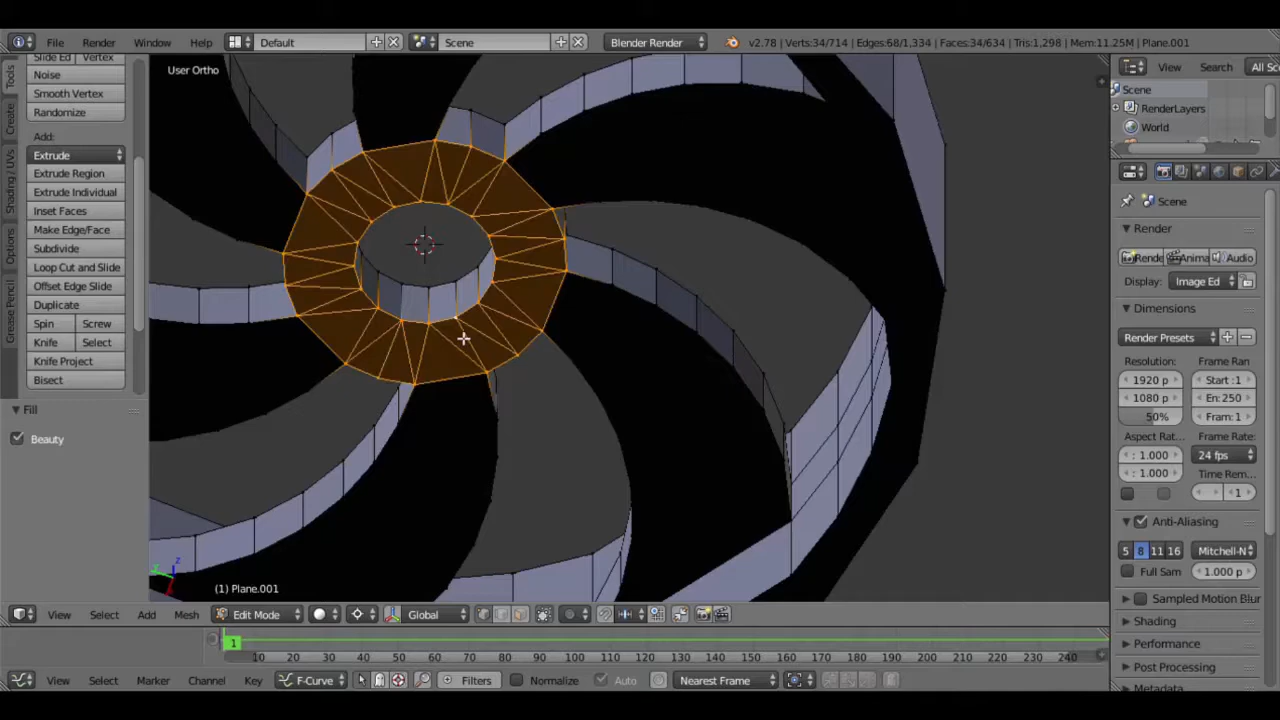 File Render Window Help Default Scene Blender Render v2.78 | Verts:34/714 | Edges:68/1,334 | Faces:34/634 | Tris:1,298 | Mem:11.25M | Plane.001
Slide Ed Vertex
Noise
Smooth Vertex
Randomize
Add:
Extrude
Extrude Region
Extrude Individual
Inset Faces
Make Edge/Face
Subdivide
Loop Cut and Slide
Offset Edge Slide
Duplicate
Spin Screw
Knife Select
Knife Project
Bisect
Fill
Beauty
Tools
Create
Shading / UVs
Options
Grease Pencil
User Ortho
z
(1) Plane.001
View Select Add Mesh Edit Mode Global
1
10 20 30 40 50 60 70 80 90 100 110 120 130 140 150 160 170 180 190 200 210 220 230 240
View Select Marker Channel Key F-Curve Filters Normalize Auto Nearest Frame
View Search All Sc
Scene
RenderLayers
World
Scene
Render
Rende Anima Audio
Display: Image Ed
Dimensions
Render Presets
Resolution: Frame Ran
1920 p Start :1
1080 p En: 250
50% Fram: 1
Aspect Rat... Frame Rate:
: 1.000 24 fps
: 1.000 Time Rem...
1
Anti-Aliasing
5 8 11 16 Mitchell-N
Full Sam 1.000 p
Sampled Motion Blur
Shading
Performance
Post Processing
Metadata